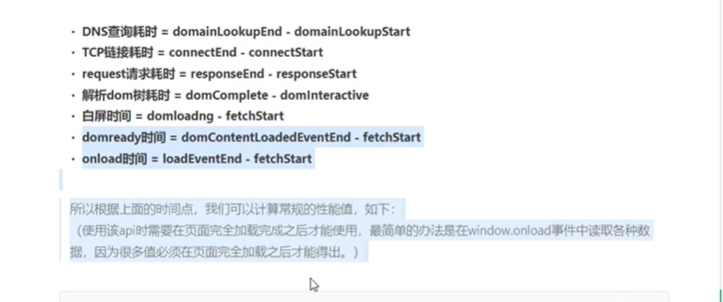 • DNS查询耗时 = domainLookupEnd - domainLookupStart
• TCP链接耗时 = connectEnd - connectStart
• request请求耗时 = responseEnd - responseStart
• 解析dom树耗时 = domComplete - domInteractive
• 白屏时间 = domloadng - fetchStart
• domready时间 = domContentLoadedEventEnd - fetchStart
• onload时间 = loadEventEnd - fetchStart
所以根据上面的时间点，我们可以计算常规的性能值，如下：
（使用该api时需要在页面完全加载完成之后才能使用，最简单的办法是在window.onload事件中读取各种数
据，因为很多值必须在页面完全加载之后才能得出。）